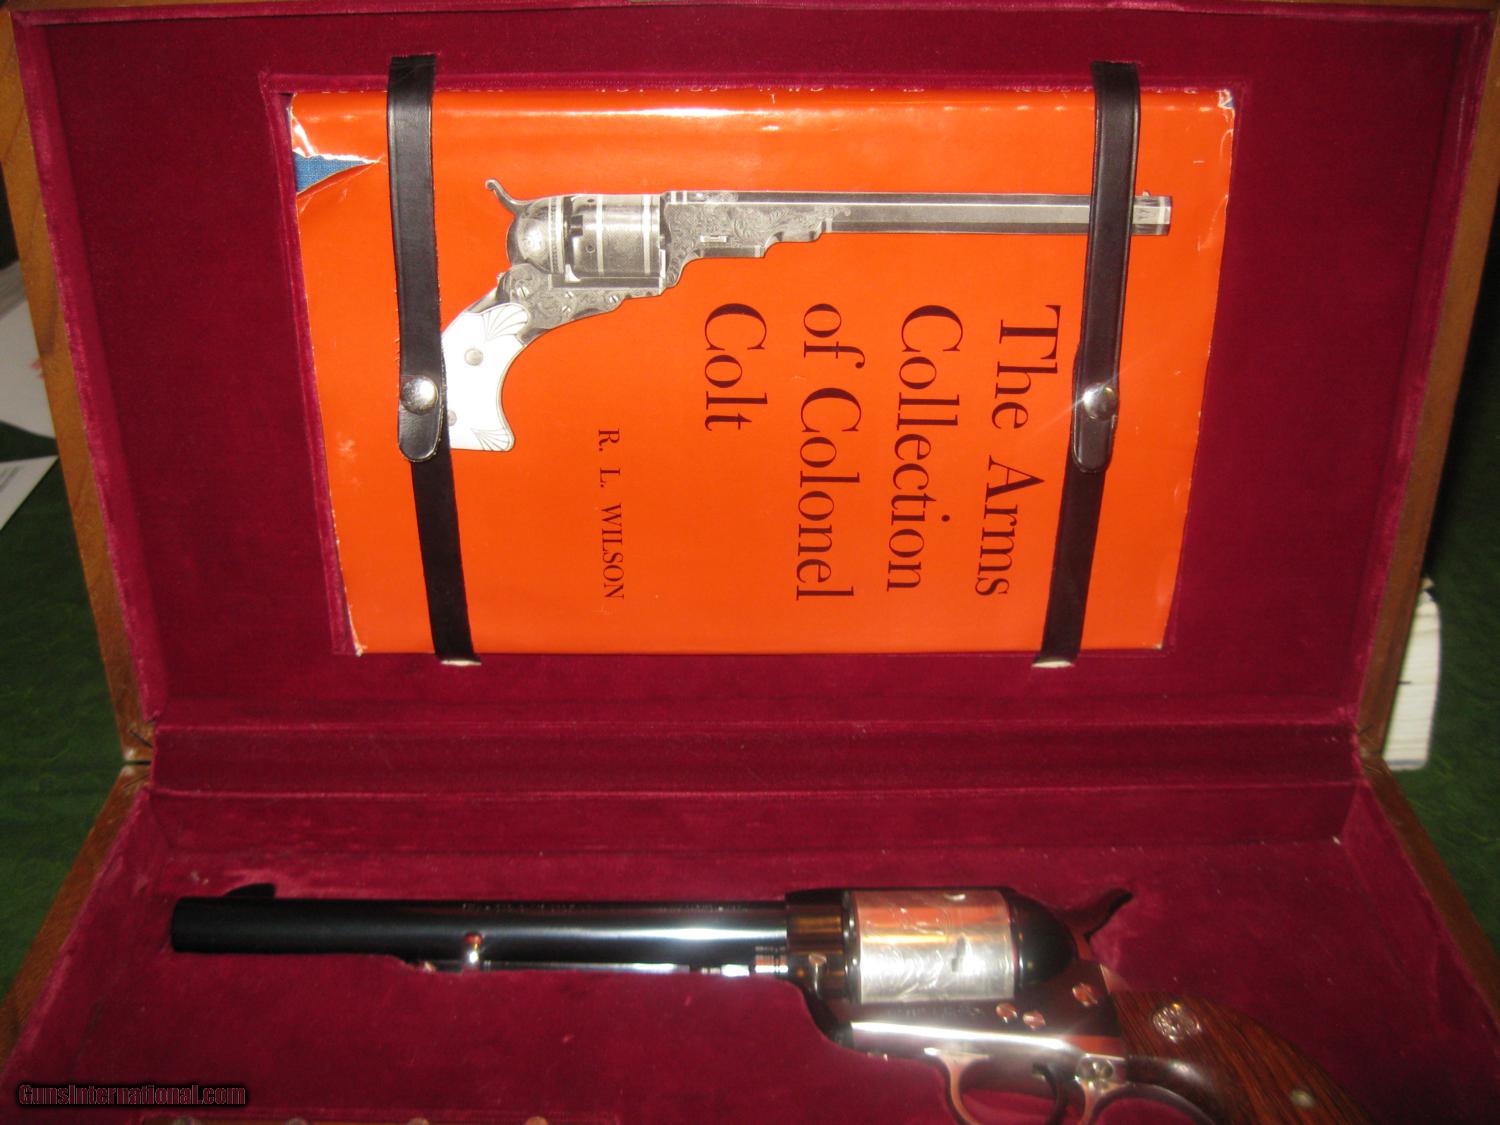 The Arms
Collection
of Colonel
Colt
R. L. WILSON
GunsInternational.com